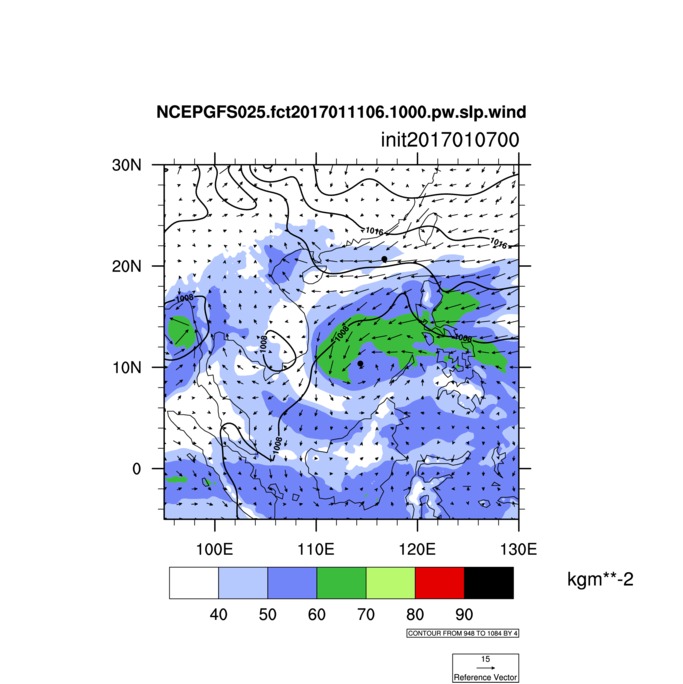 NCEPGFS025.fct2017011106.1000.pw.slp.wind
init2017010700
30N
1016
1016
20N
1008
1008
1008
1008
10N
1008
0
100E 110E 120E 130E
kgm**-2
40 50 60 70 80 90
CONTOUR FROM 948 TO 1084 BY 4
15
Reference Vector